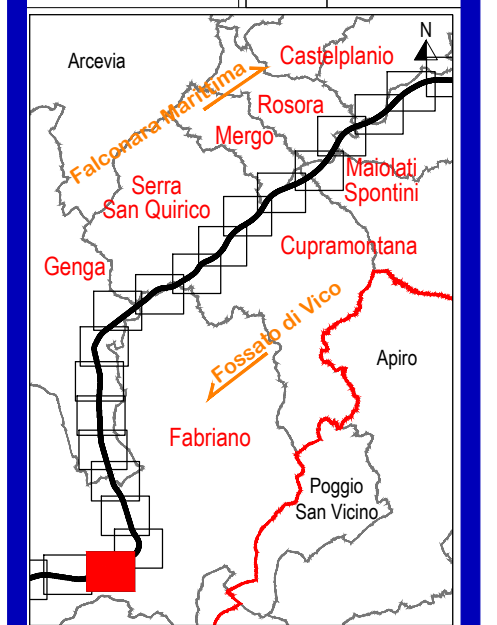 N
Arcevia
Castelplanio
Falconara Marittima
Rosora
Mergo
Maiolati
Spontini
Serra
San Quirico
Cupramontana
Genga
Fossato di Vico
Apiro
Fabriano
Poggio
San Vicino